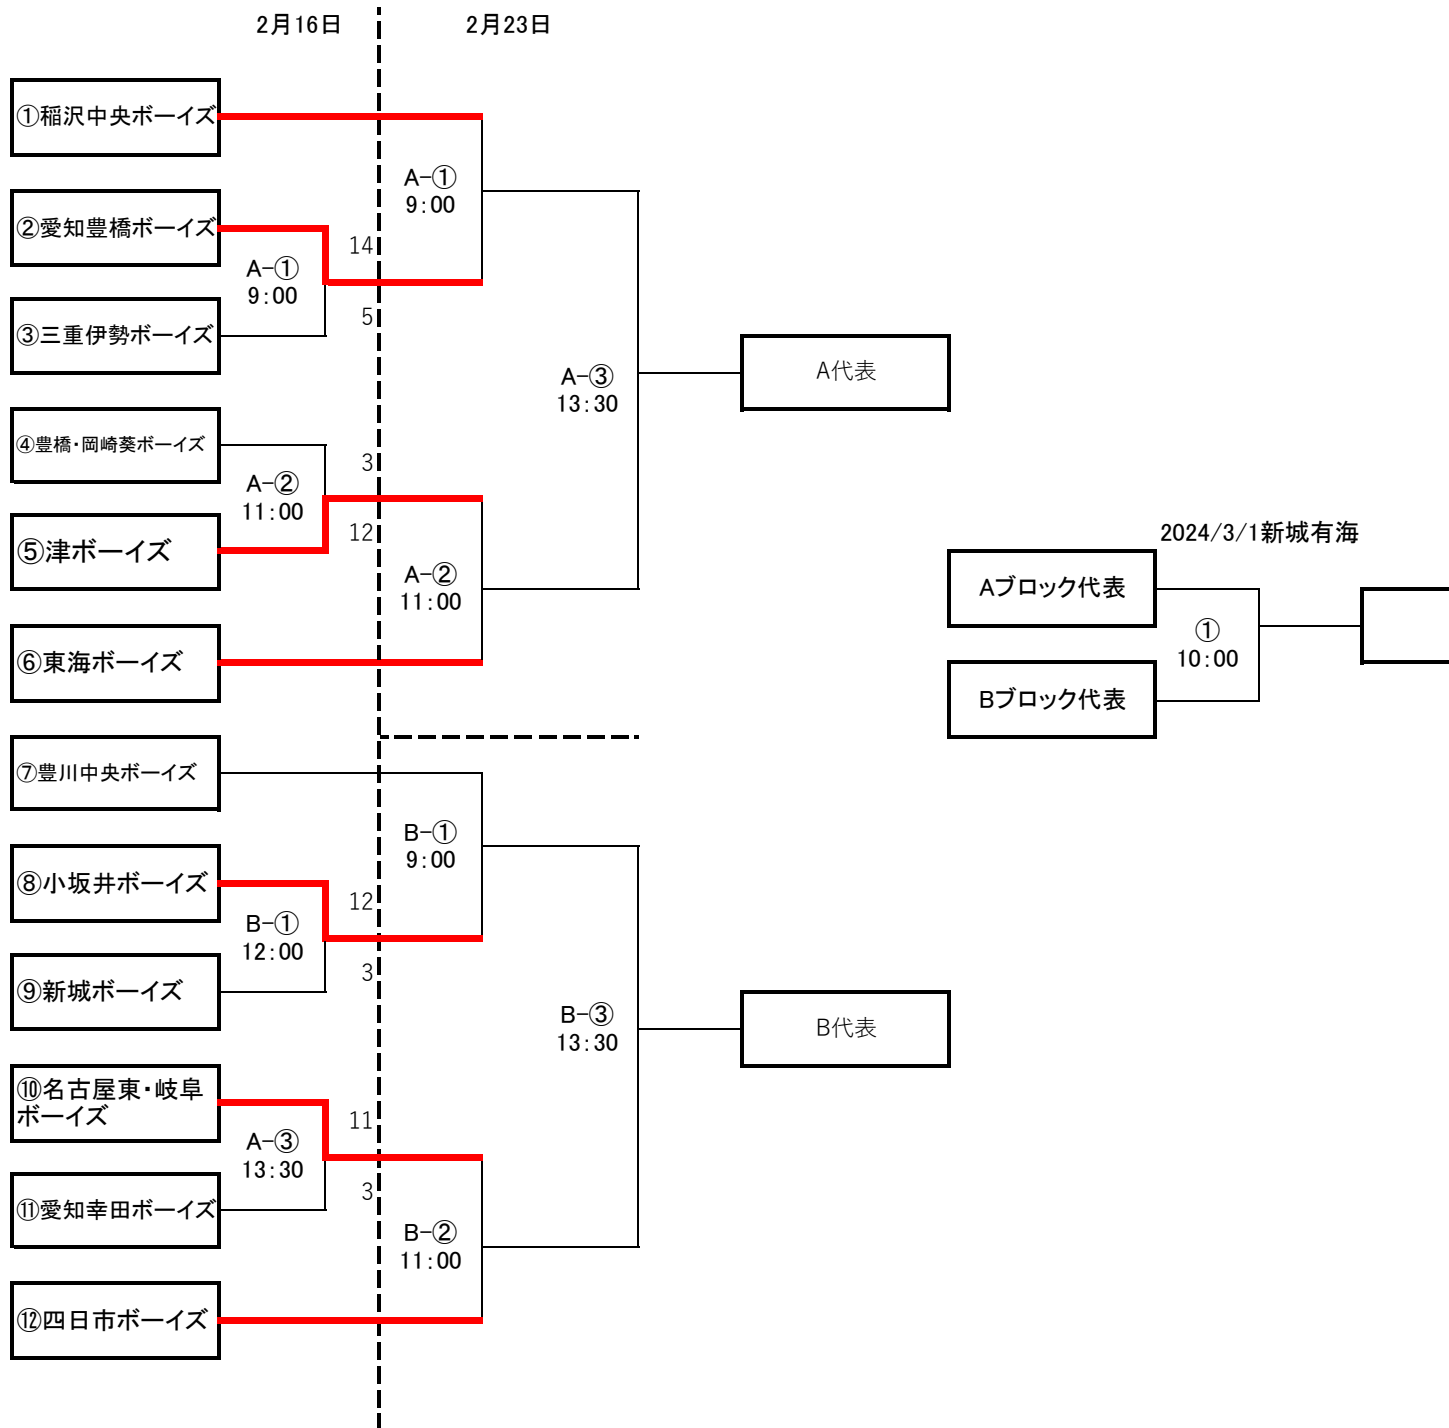 2月16日
2月23日
①稲沢中央ボーイズ
A-①
9:00
②愛知豊橋ボーイズ
14
A-①
9:00
5
③三重伊勢ボーイズ
A代表
A-③
13:30
④豊橋・岡崎葵ボーイズ
3
A-②
11:00
12
⑤津ボーイズ
A-②
11:00
2024/3/1新城有海
Aブロック代表
①
10:00
⑥東海ボーイズ
Bブロック代表
⑦豊川中央ボーイズ
B-①
9:00
⑧小坂井ボーイズ
12
B-①
12:00
3
⑨新城ボーイズ
B-③
13:30
B代表
⑩名古屋東・岐阜
ボーイズ
11
A-③
13:30
3
⑪愛知幸田ボーイズ
B-②
11:00
⑫四日市ボーイズ